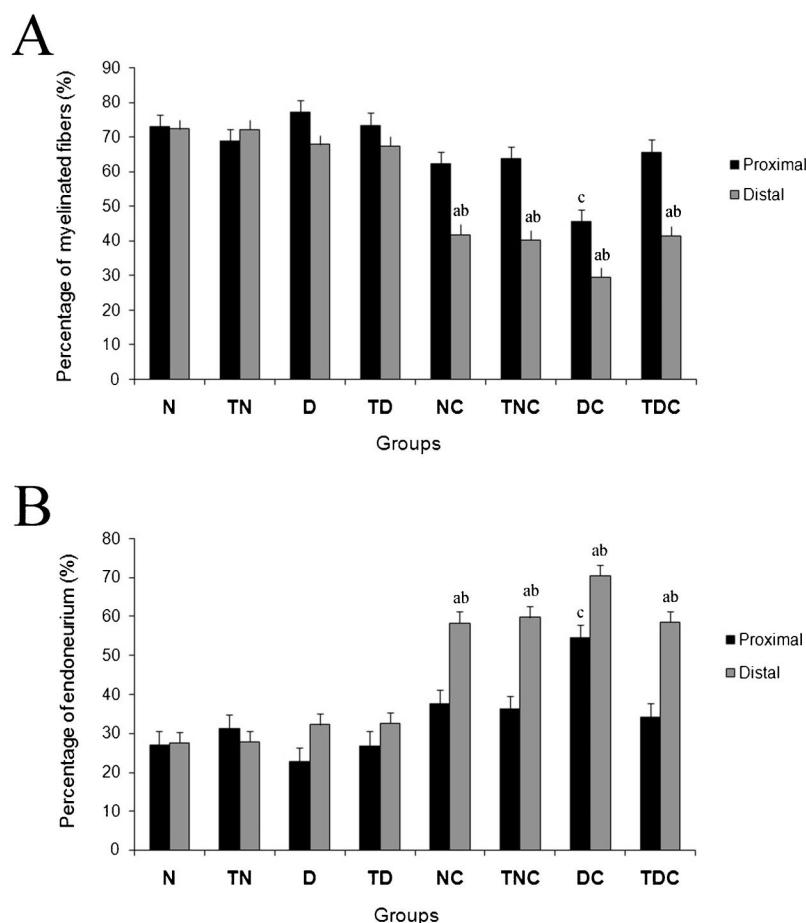 A
Percentage of myelinated fibers (%)
90
80
70
60
50
40
30
20
10
0
ab
ab
c
ab
ab
Proximal
Distal
N TN D TD NC TNC DC TDC
Groups
B
Percentage of endoneurium (%)
80
70
60
50
40
30
20
10
0
ab
ab
c
ab
ab
Proximal
Distal
N TN D TD NC TNC DC TDC
Groups